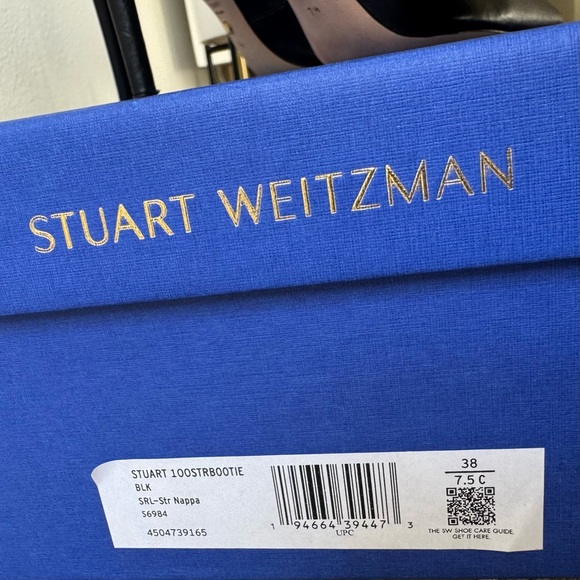 STUART WEITZMAN
STUART 100STRBOOTIE
BLK
SRL-Str Nappa
56984
4504739165
1 94664 39447 3
UPC
38
7.5 C
THE SW SHOE CARE GUIDE.
GET IT HERE.